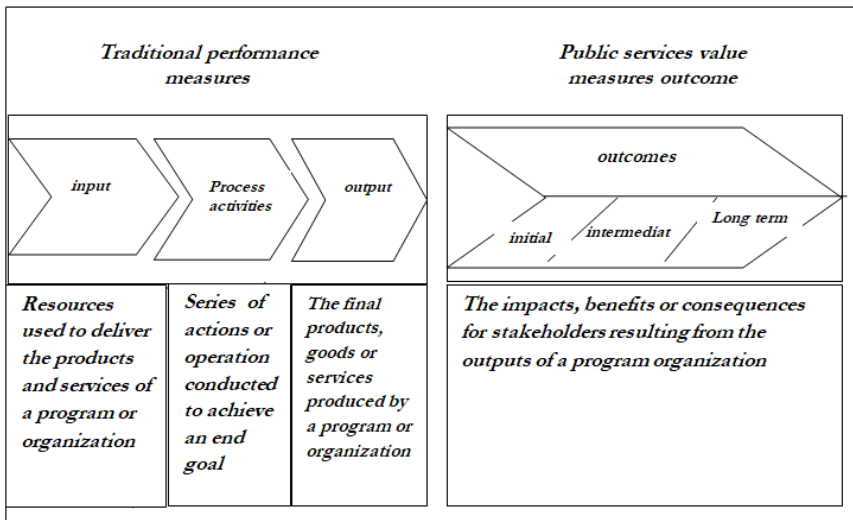 Traditional performance
measures
Public services value
measures outcome
input
Process
activities
output
outcomes
initial
intermediat
Long term
Resources
used to deliver
the products
and services of
a program or
organization
Series of
actions or
operation
conducted
to achieve
an end
goal
The final
products,
goods or
services
produced by
a program or
organization
The impacts, benefits or consequences
for stakeholders resulting from the
outputs of a program organization